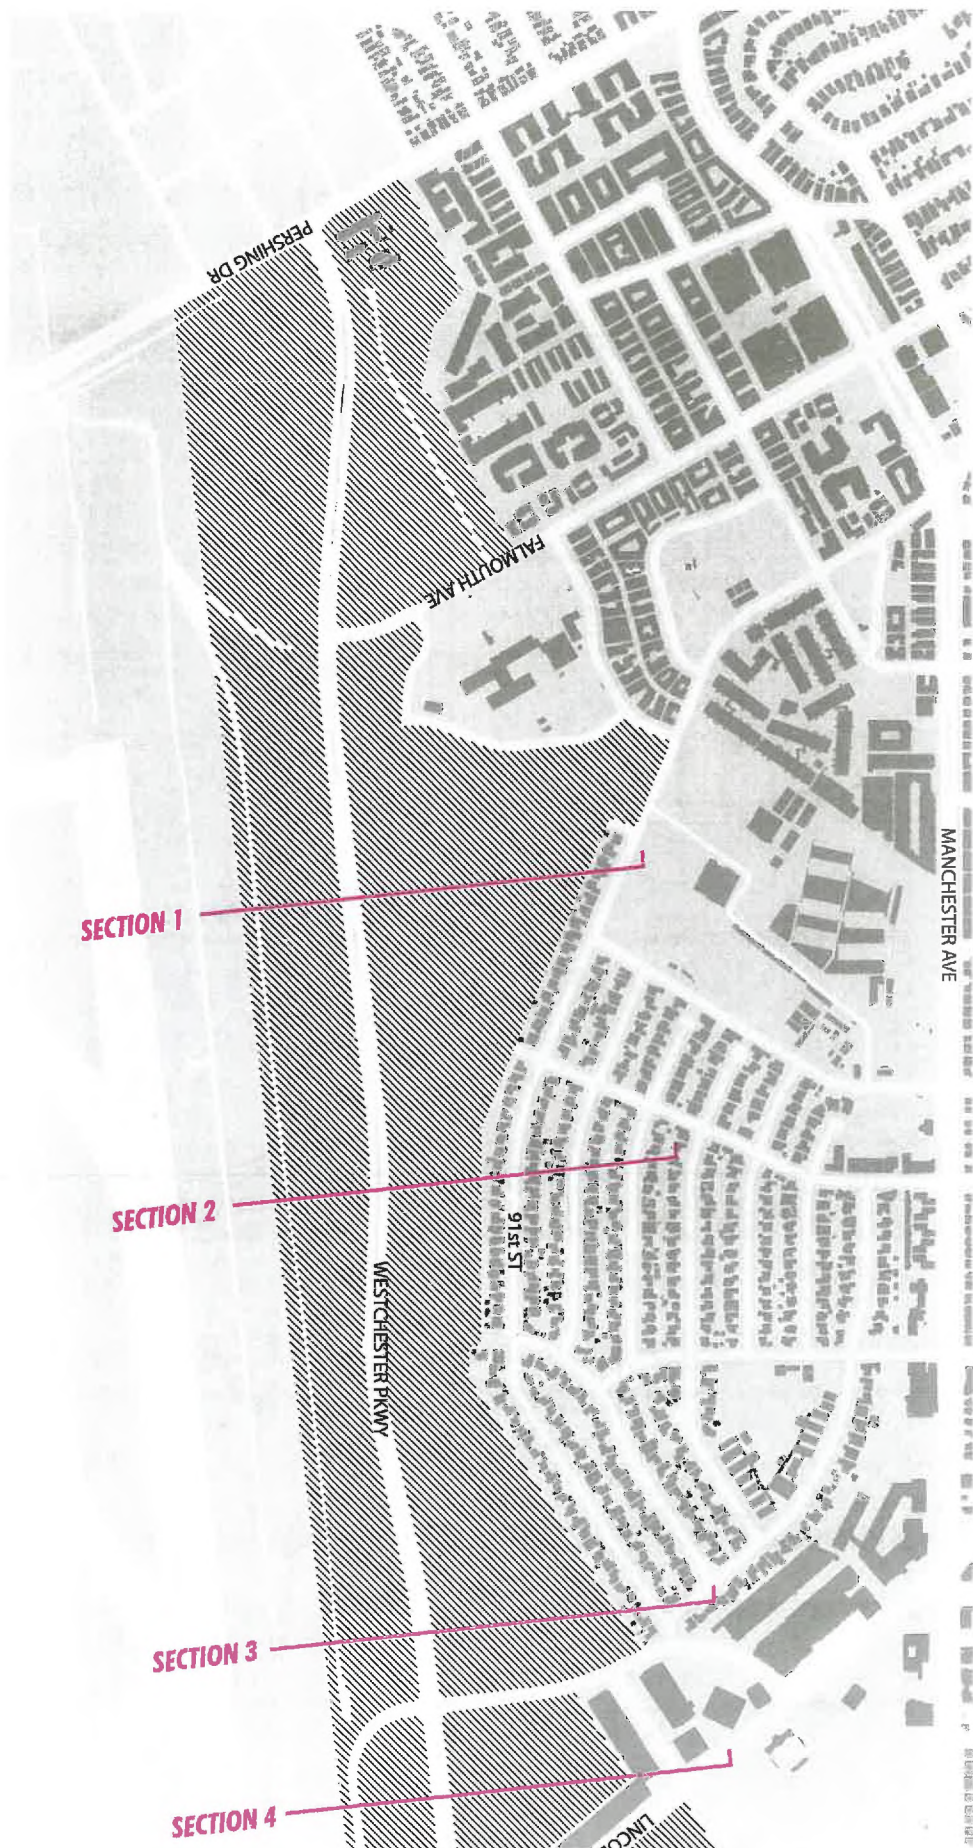 PERSHING DR
FALMOUTH AVE
MANCHESTER AVE
SECTION 1
SECTION 2
91st ST
WESTCHESTER PKWY
SECTION 3
SECTION 4